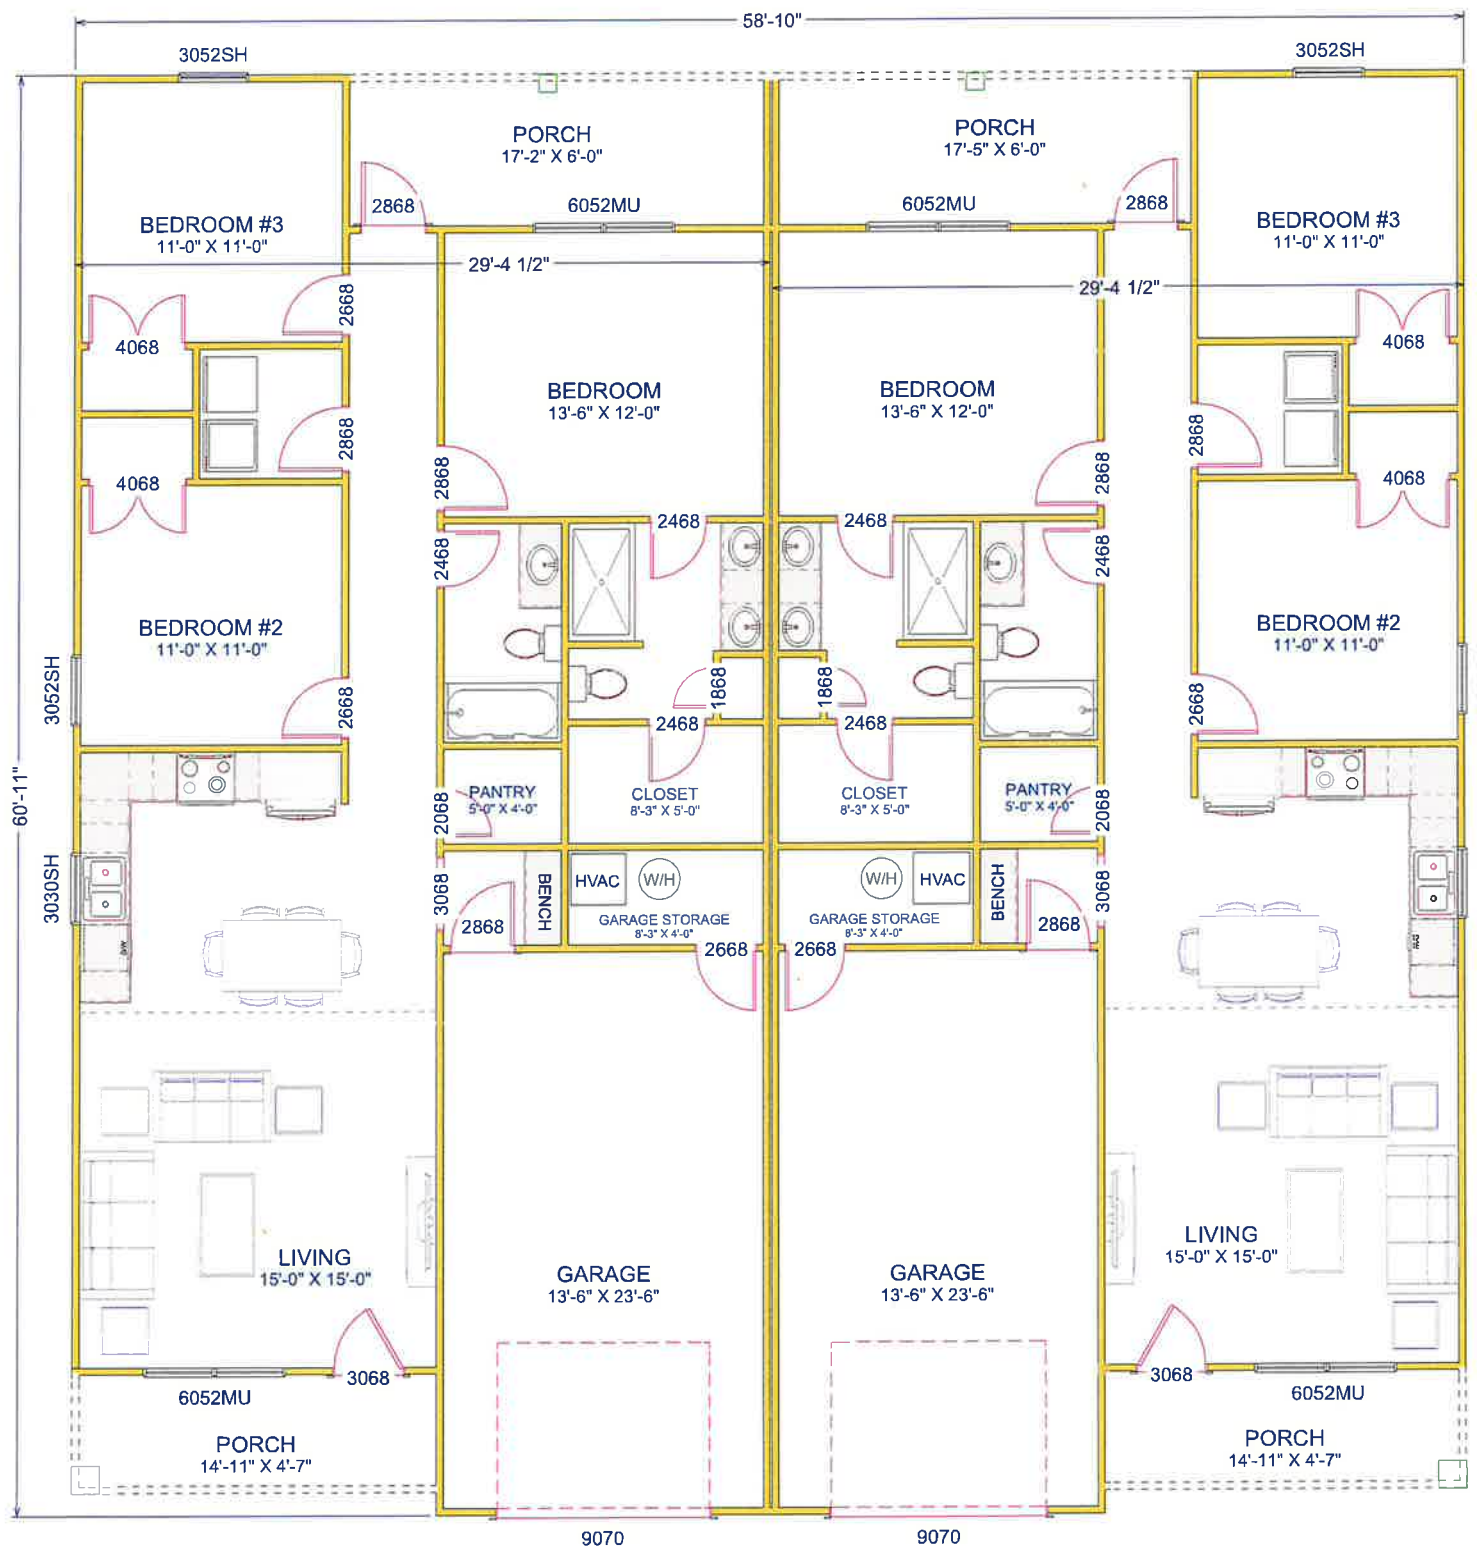 58'-10"
3052SH
3052SH
PORCH
17'-2" X 6'-0"
PORCH
17'-5" X 6'-0"
2868
6052MU
6052MU
2868
BEDROOM #3
11'-0" X 11'-0"
BEDROOM #3
11'-0" X 11'-0"
29'-4 1/2"
29'-4 1/2"
2668
4068
4068
BEDROOM
13'-6" X 12'-0"
BEDROOM
13'-6" X 12'-0"
2868
2868
4068
2868
2868
4068
2468
2468
2468
2468
BEDROOM #2
11'-0" X 11'-0"
BEDROOM #2
11'-0" X 11'-0"
3052SH
2668
1868
1868
2668
2468
2468
60'-11"
PANTRY
5'-0" X 4'-0"
CLOSET
8'-3" X 5'-0"
CLOSET
8'-3" X 5'-0"
PANTRY
5'-0" X 4'-0"
2068
2068
3030SH
3068
BENCH
HVAC
W/H
W/H
HVAC
BENCH
3068
2868
GARAGE STORAGE
8'-3" X 4'-0"
GARAGE STORAGE
8'-3" X 4'-0"
2868
2668
2668
DW
DW
LIVING
15'-0" X 15'-0"
GARAGE
13'-6" X 23'-6"
GARAGE
13'-6" X 23'-6"
LIVING
15'-0" X 15'-0"
3068
3068
6052MU
6052MU
PORCH
14'-11" X 4'-7"
PORCH
14'-11" X 4'-7"
9070
9070